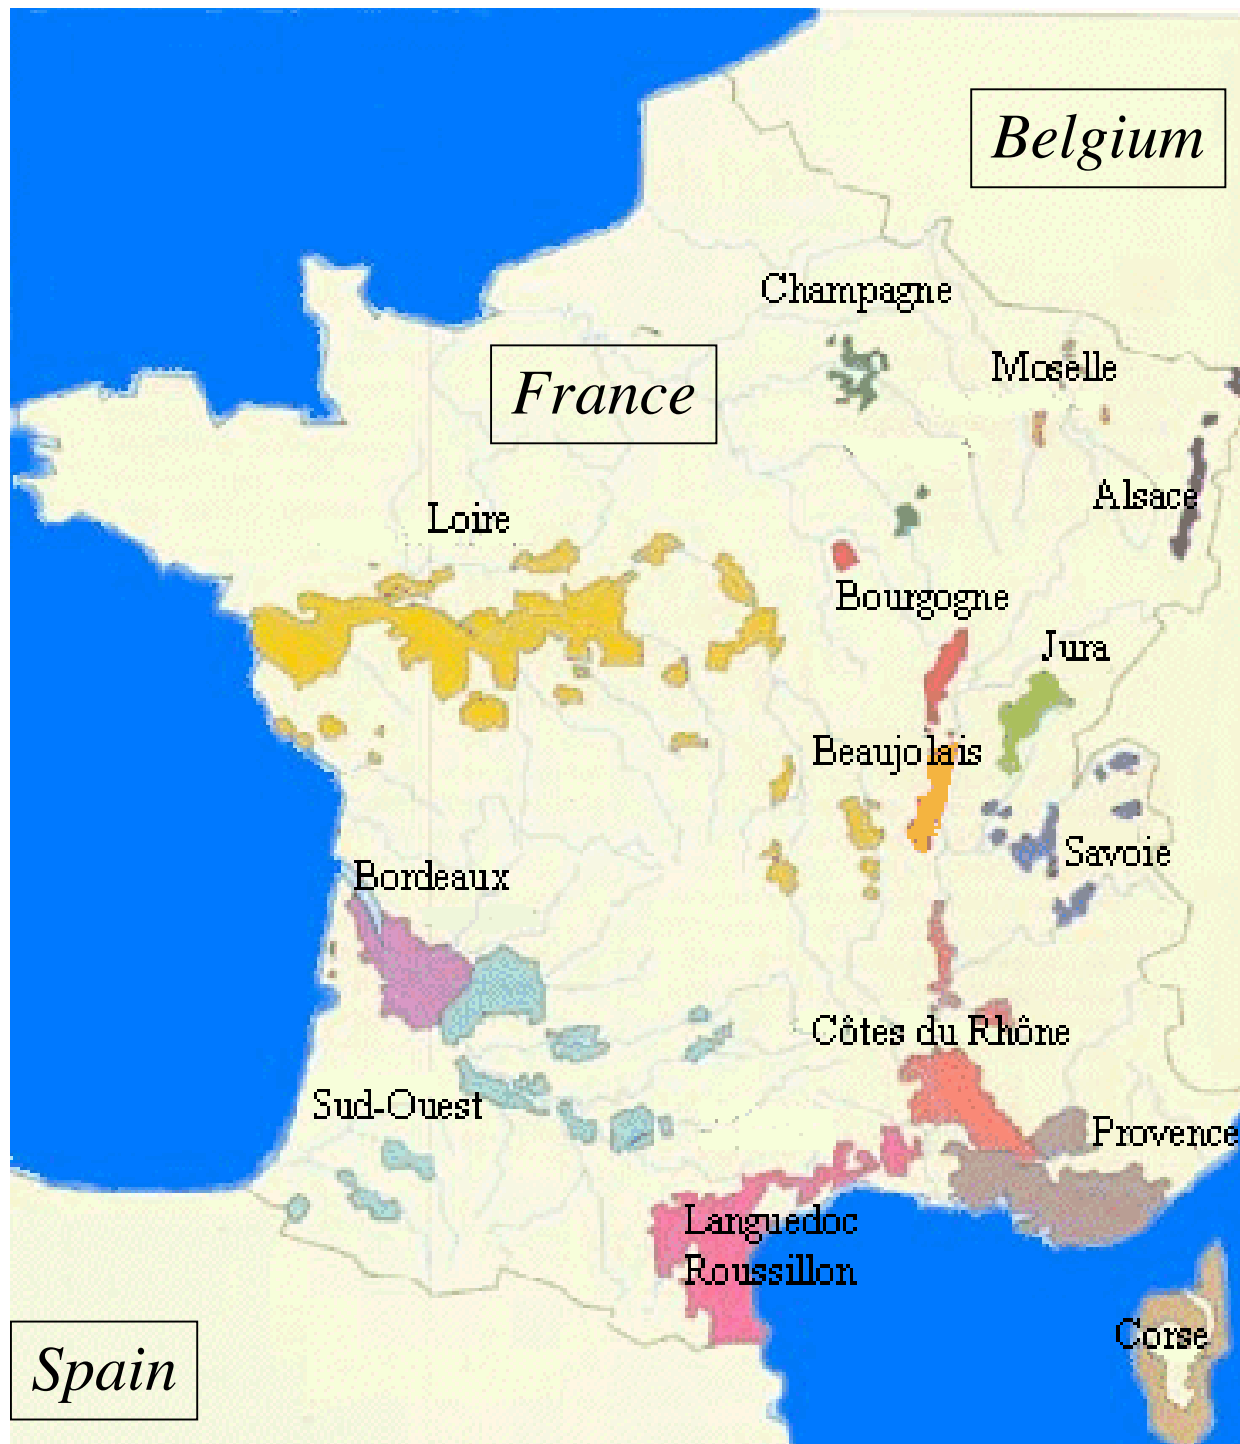 Belgium
Champagne
Moselle
France
Alsace
Loire
Bourgogne
Jura
Beaujolais
Savoie
Bordeaux
Côtes du Rhône
Sud-Ouest
Provence
Languedoc
Roussillon
Corse
Spain